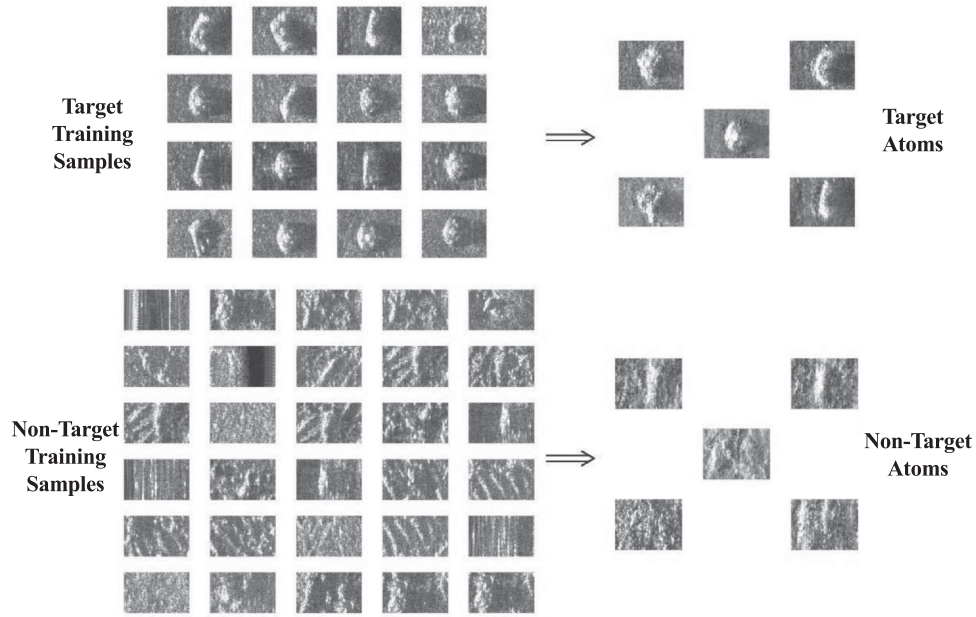 Target
Training
Samples
Target
Atoms
Non-Target
Training
Samples
Non-Target
Atoms